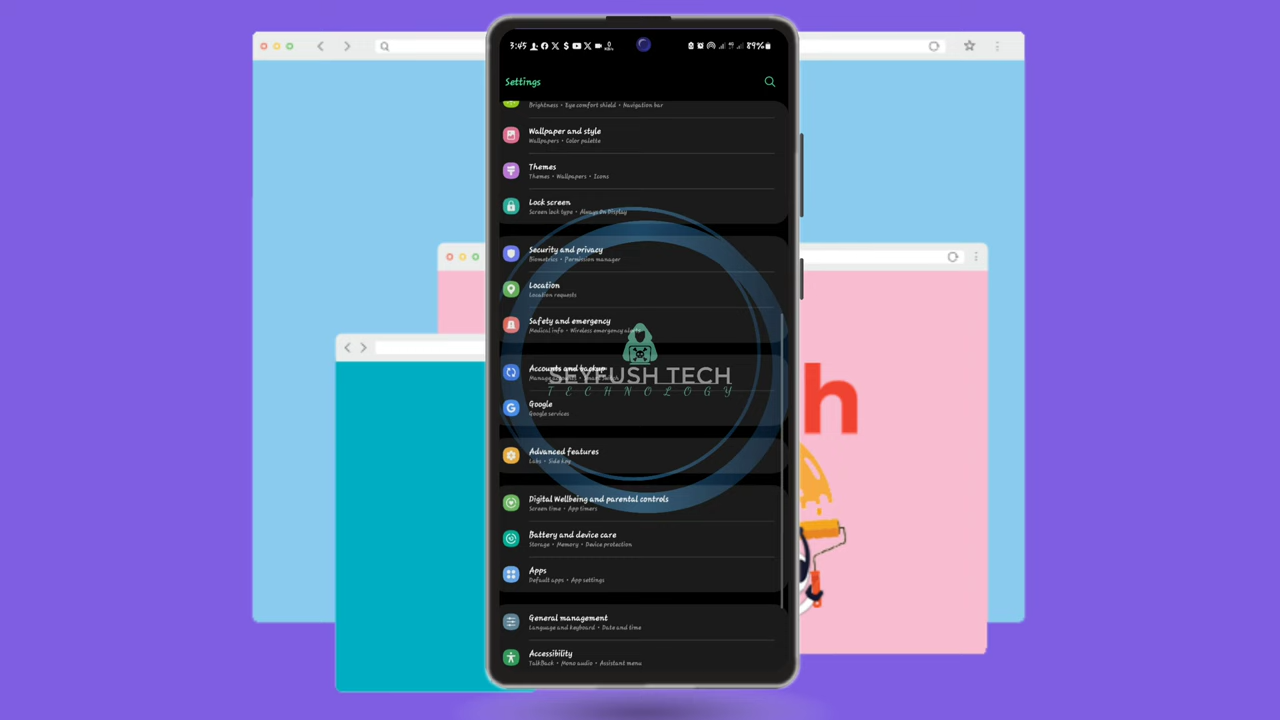 3:45
89%
Settings
Brightness • Eye comfort shield • Navigation bar
Wallpaper and style
Wallpapers • Color palette
Themes
Themes • Wallpapers • Icons
Lock screen
Screen lock type • Always On Display
Security and privacy
Biometrics • Permission manager
Location
Location requests
Safety and emergency
Medical info • Wireless emergency alerts
Accounts and backup
SEYFUSH TECH
TECHNOLOGY
Google
Google services
Advanced features
Labs • Side key
Digital Wellbeing and parental controls
Screen time • App timers
Battery and device care
Storage • Memory • Device protection
Apps
Default apps • App settings
General management
Language and keyboard • Date and time
Accessibility
TalkBack • Mono audio • Assistant menu
h